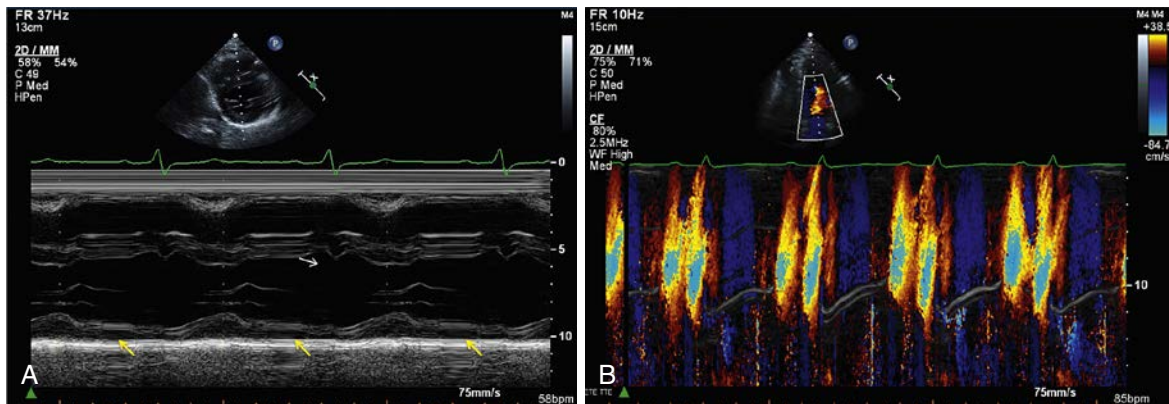 FR 37Hz
13cm
2D / MM
58% 54%
C 49
P Med
HPen
M4
P
0
5
10
A
75mm/s
58bpm
FR 10Hz
15cm
2D / MM
75% 71%
C 50
P Med
HPen
CF
80%
2.5MHz
WF High
Med
M4 M4
+38.5
-84.7
cm/s
P
10
B
75mm/s
85bpm